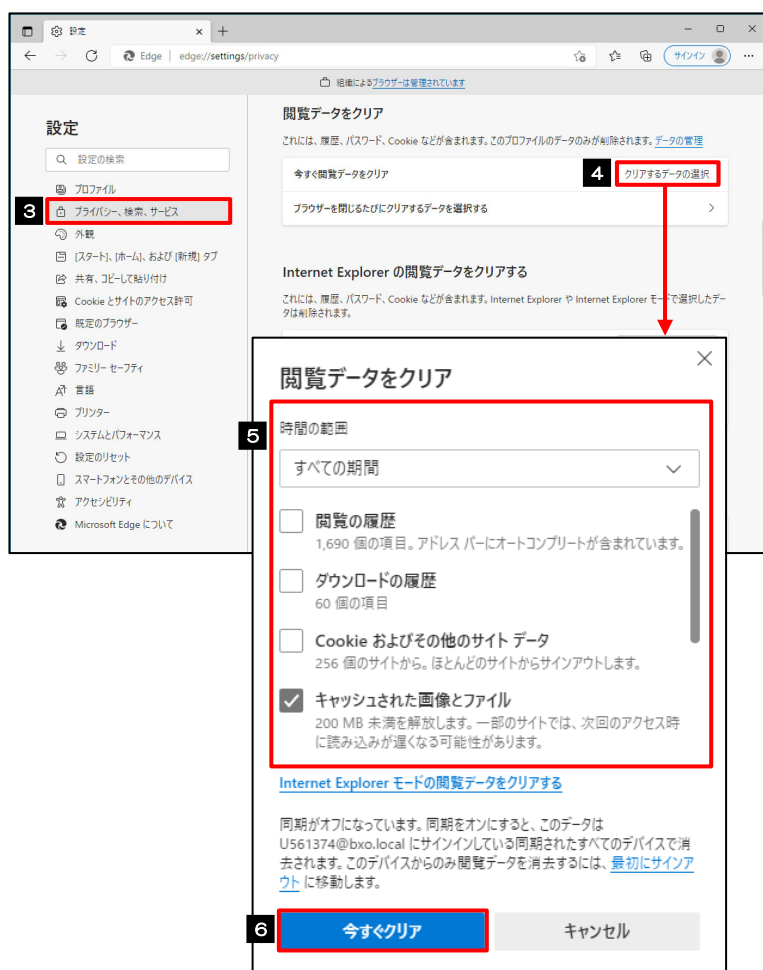 設定
Edge | edge://settings/privacy
サインイン
組織によるブラウザーは管理されています
設定
設定の検索
プロファイル
3
プライバシー、検索、サービス
外観
[スタート]、[ホーム]、および [新規] タブ
共有、コピーして貼り付け
Cookie とサイトのアクセス許可
既定のブラウザー
ダウンロード
ファミリー セーフティ
言語
プリンター
システムとパフォーマンス
設定のリセット
スマートフォンとその他のデバイス
アクセシビリティ
Microsoft Edge について
閲覧データをクリア
これには、履歴、パスワード、Cookie などが含まれます。このプロファイルのデータのみが削除されます。データの管理
今すぐ閲覧データをクリア
4
クリアするデータの選択
ブラウザーを閉じるたびにクリアするデータを選択する
Internet Explorer の閲覧データをクリアする
これには、履歴、パスワード、Cookie などが含まれます。Internet Explorer や Internet Explorer モードで選択したデー
タは削除されます。
閲覧データをクリア
5
時間の範囲
すべての期間
閲覧の履歴
1,690 個の項目。アドレス バーにオートコンプリートが含まれています。
ダウンロードの履歴
60 個の項目
Cookie およびその他のサイト データ
256 個のサイトから。ほとんどのサイトからサインアウトします。
キャッシュされた画像とファイル
200 MB 未満を解放します。一部のサイトでは、次回のアクセス時
に読み込みが遅くなる可能性があります。
Internet Explorer モードの閲覧データをクリアする
同期がオフになっています。同期をオンにすると、このデータは
U561374@bxo.local にサインインしている同期されたすべてのデバイスで消
去されます。このデバイスからのみ閲覧データを消去するには、最初にサインア
ウト に移動します。
6
今すぐクリア
キャンセル